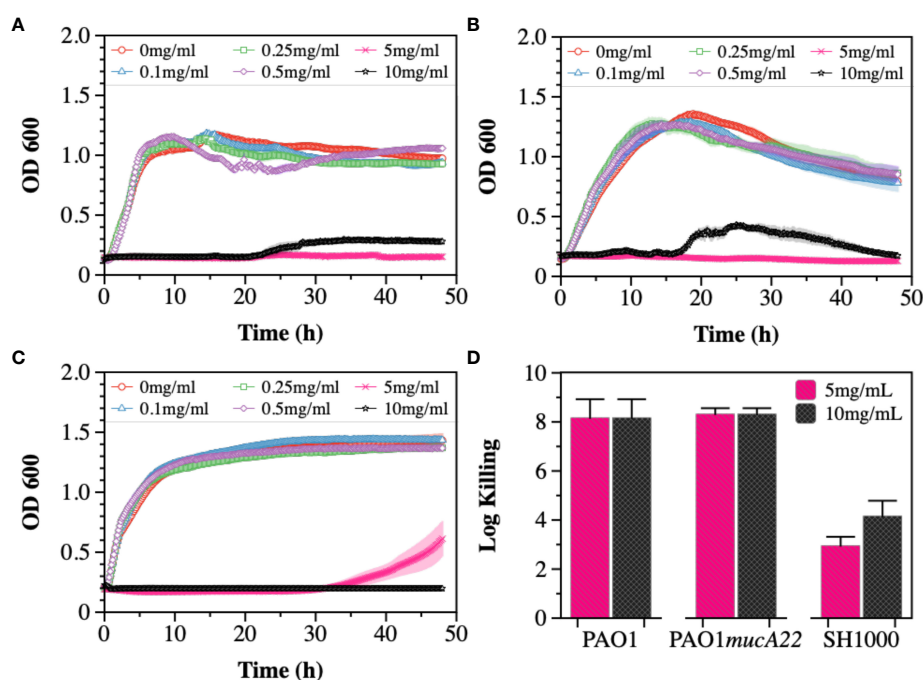 A
2.0
1.5
1.0
0.5
0
OD 600
0mg/ml 0.25mg/ml 5mg/ml
0.1mg/ml 0.5mg/ml 10mg/ml
0 10 20 30 40 50
Time (h)
B
2.0
1.5
1.0
0.5
0
OD 600
0mg/ml 0.25mg/ml 5mg/ml
0.1mg/ml 0.5mg/ml 10mg/ml
0 10 20 30 40 50
Time (h)
C
2.0
1.5
1.0
0.5
0
OD 600
0mg/ml 0.25mg/ml 5mg/ml
0.1mg/ml 0.5mg/ml 10mg/ml
0 10 20 30 40 50
Time (h)
D
10
8
6
4
2
0
Log Killing
5mg/mL
10mg/mL
PAO1 PAO1mucA22 SH1000